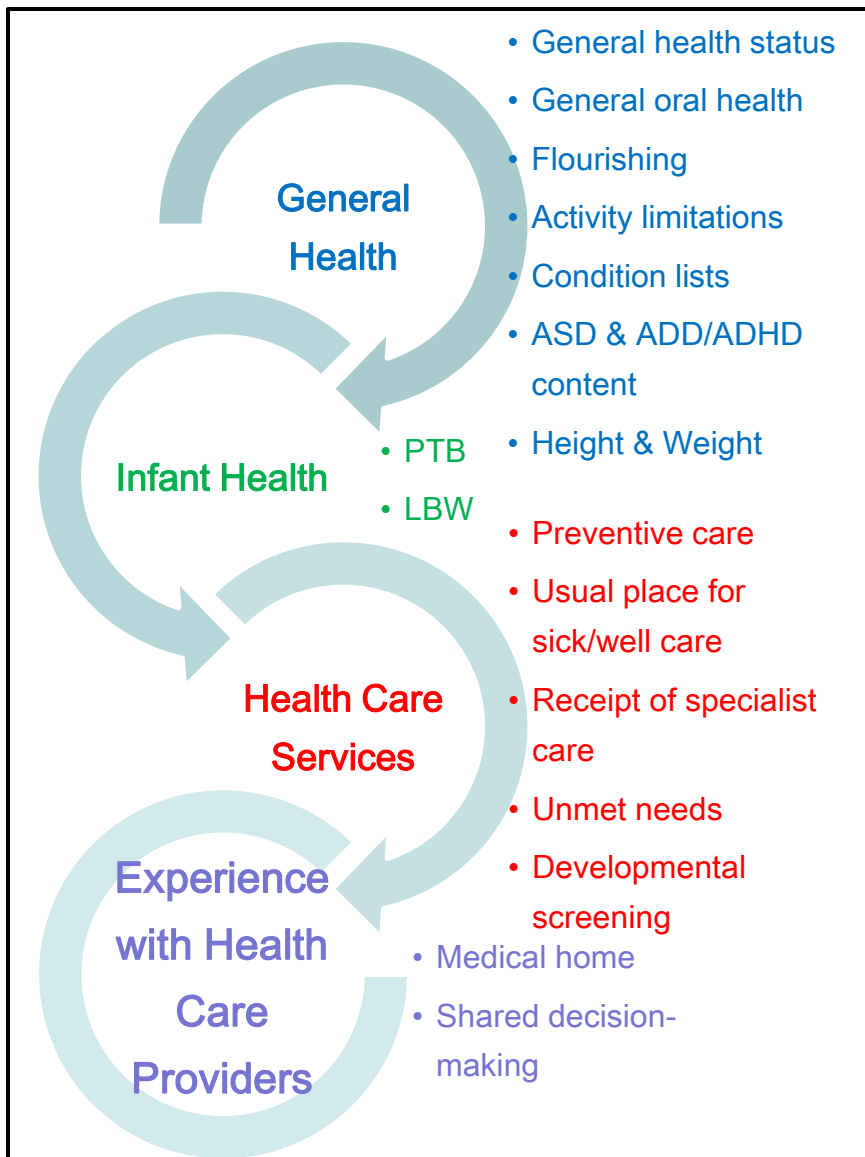 General
Health
• General health status
• General oral health
• Flourishing
• Activity limitations
• Condition lists
• ASD & ADD/ADHD
content
• Height & Weight
Infant Health
• PTB
• LBW
Health Care
Services
• Preventive care
• Usual place for
sick/well care
• Receipt of specialist
care
• Unmet needs
• Developmental
screening
Experience
with Health
Care
Providers
• Medical home
• Shared decision-
making